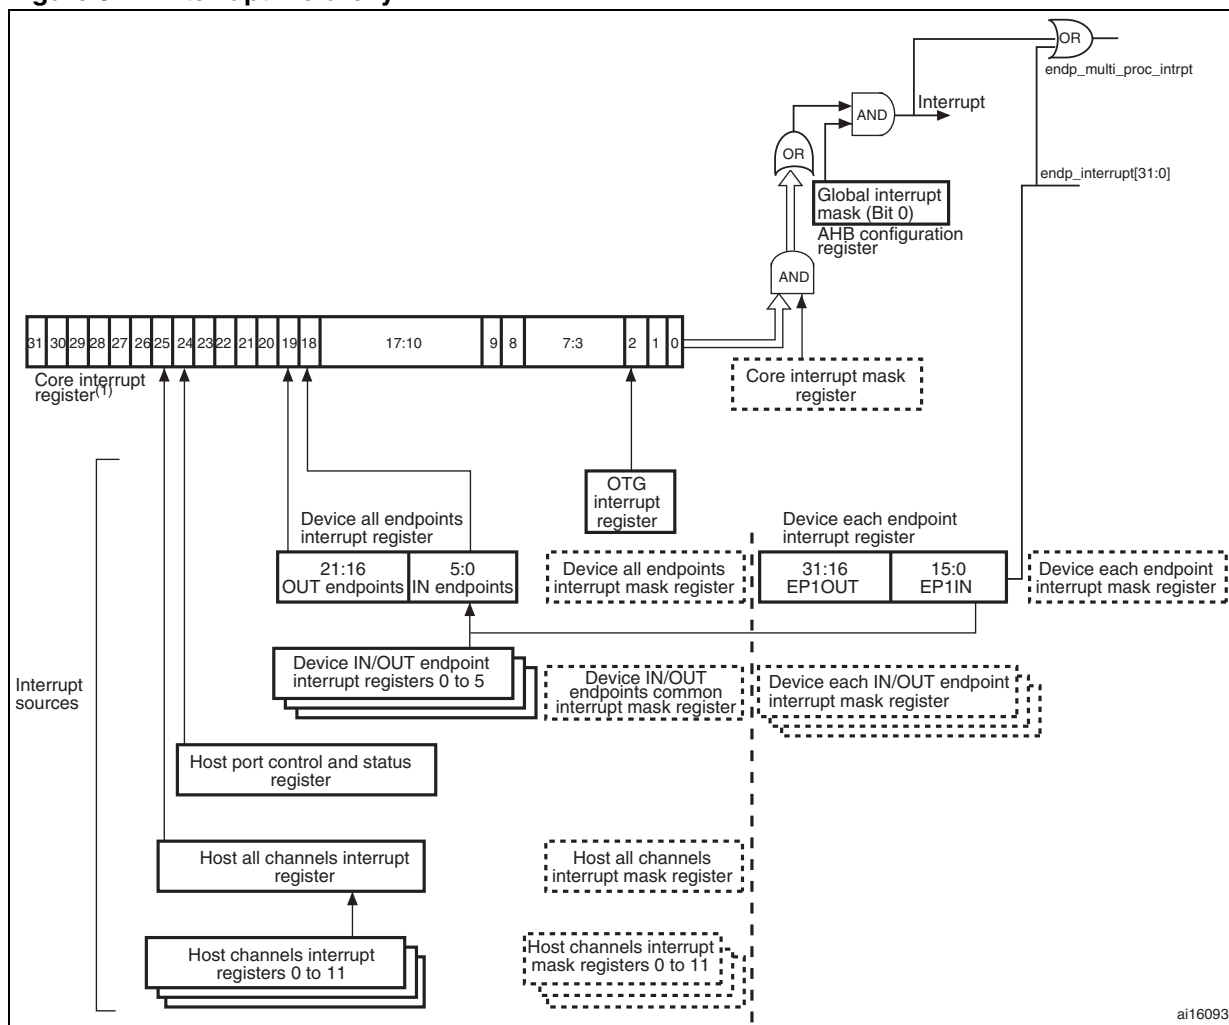 OR
endp_multi_proc_intrpt
Interrupt
AND
OR
endp_interrupt[31:0]
Global interrupt
mask (Bit 0)
AHB configuration
register
AND
31 30 29 28 27 26 25 24 23 22 21 20 19 18 17:10 9 8 7:3 2 1 0
Core interrupt
register(1)
Core interrupt mask
register
OTG
interrupt
register
Device all endpoints
interrupt register
Device each endpoint
interrupt register
21:16
OUT endpoints
5:0
IN endpoints
Device all endpoints
interrupt mask register
31:16
EP1OUT
15:0
EP1IN
Device each endpoint
interrupt mask register
Interrupt
sources
Device IN/OUT endpoint
interrupt registers 0 to 5
Device IN/OUT
endpoints common
interrupt mask register
Device each IN/OUT endpoint
interrupt mask register
Host port control and status
register
Host all channels interrupt
register
Host all channels
interrupt mask register
Host channels interrupt
registers 0 to 11
Host channels interrupt
mask registers 0 to 11
ai16093